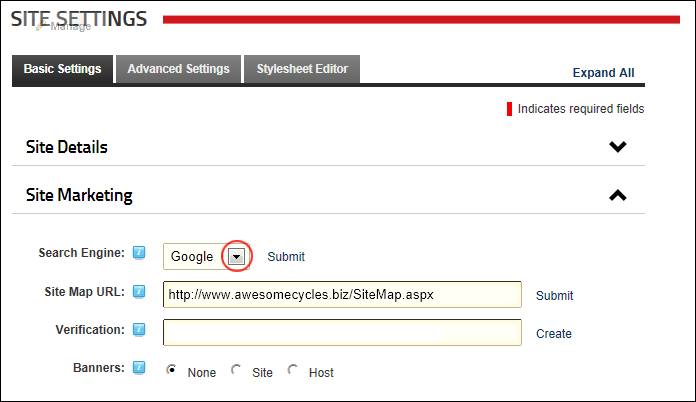 SITE SETTINGS
Manage
Basic Settings Advanced Settings Stylesheet Editor
Expand All
Indicates required fields
Site Details
Site Marketing
Search Engine: Google Submit
Site Map URL: http://www.awesomecycles.biz/SiteMap.aspx Submit
Verification: Create
Banners: None Site Host